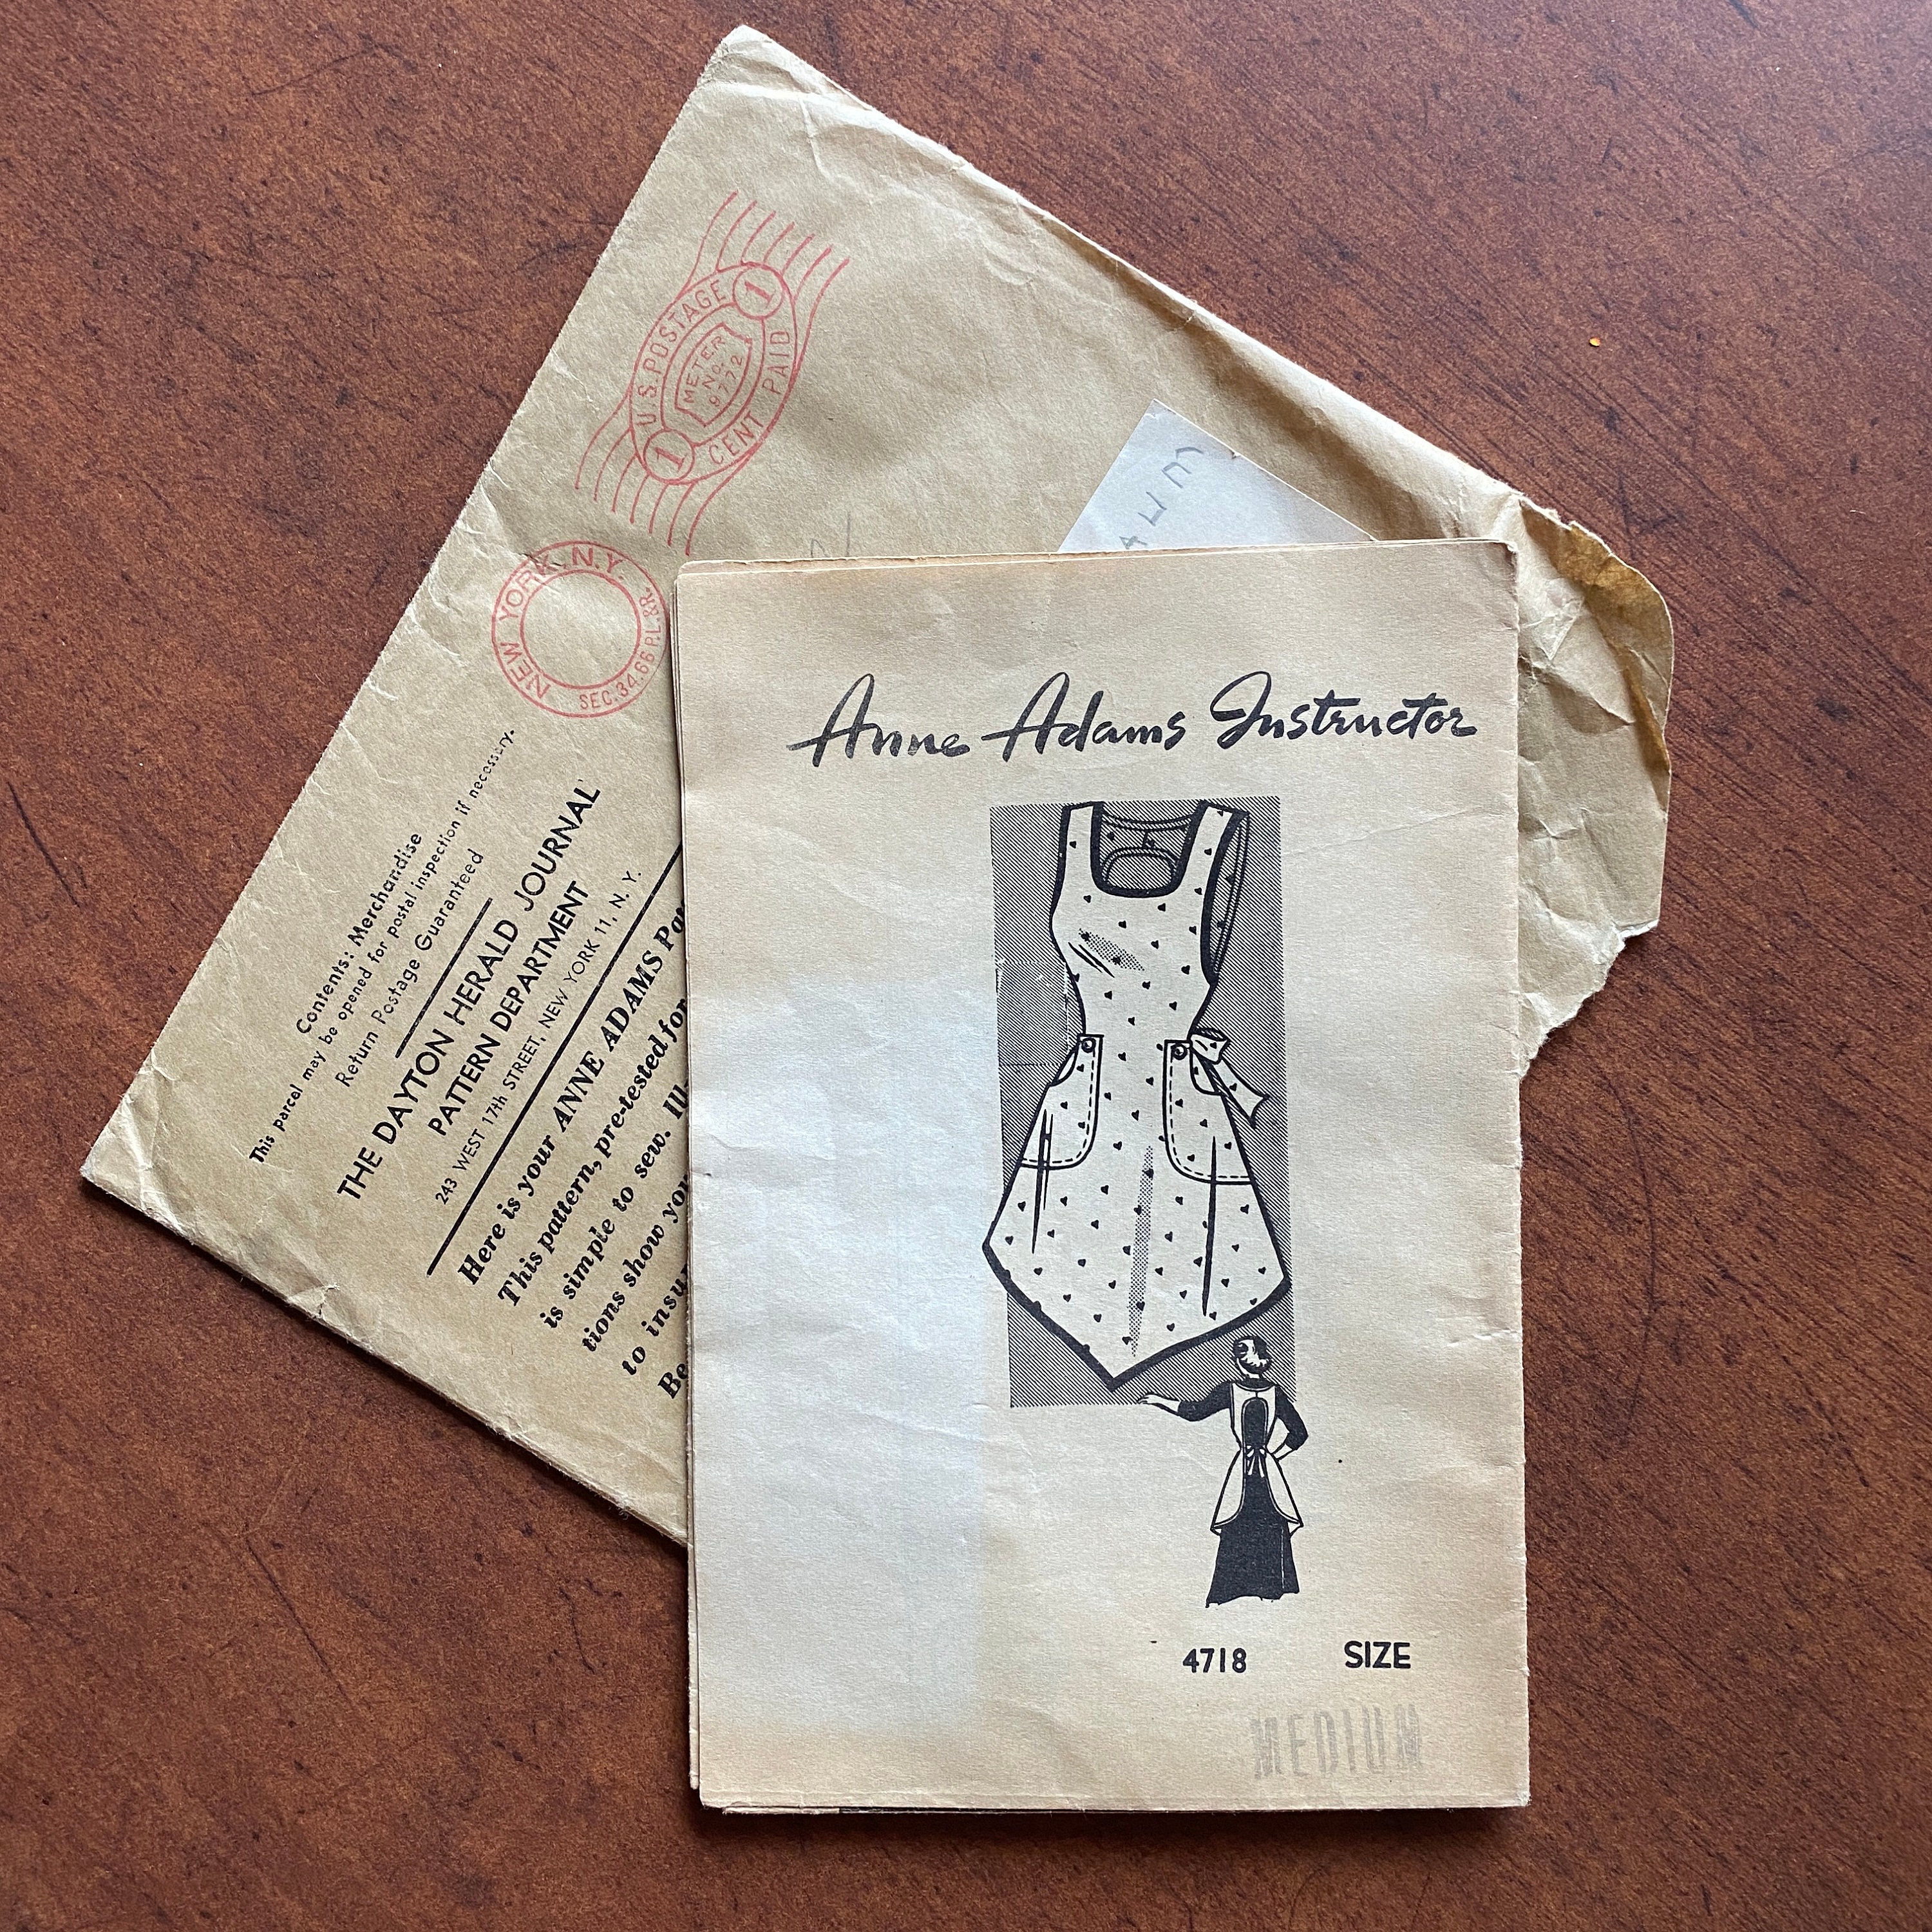 U.S. POSTAGE
1
METER
No.
9772
1
CENT PAID
NEW YORK, N.Y.
SEC. 34.66 P.L.&R.
Contents: Merchandise
This parcel may be opened for postal inspection if necessary.
Return Postage Guaranteed
THE DAYTON HERALD JOURNAL
PATTERN DEPARTMENT
243 WEST 17th STREET, NEW YORK 11, N. Y.
Here is your ANNE ADAMS
This pattern, pre-tested for
is simple to sew.
tions show you
to
Be
Anne Adams Instructor
4718 SIZE
MEDIUM